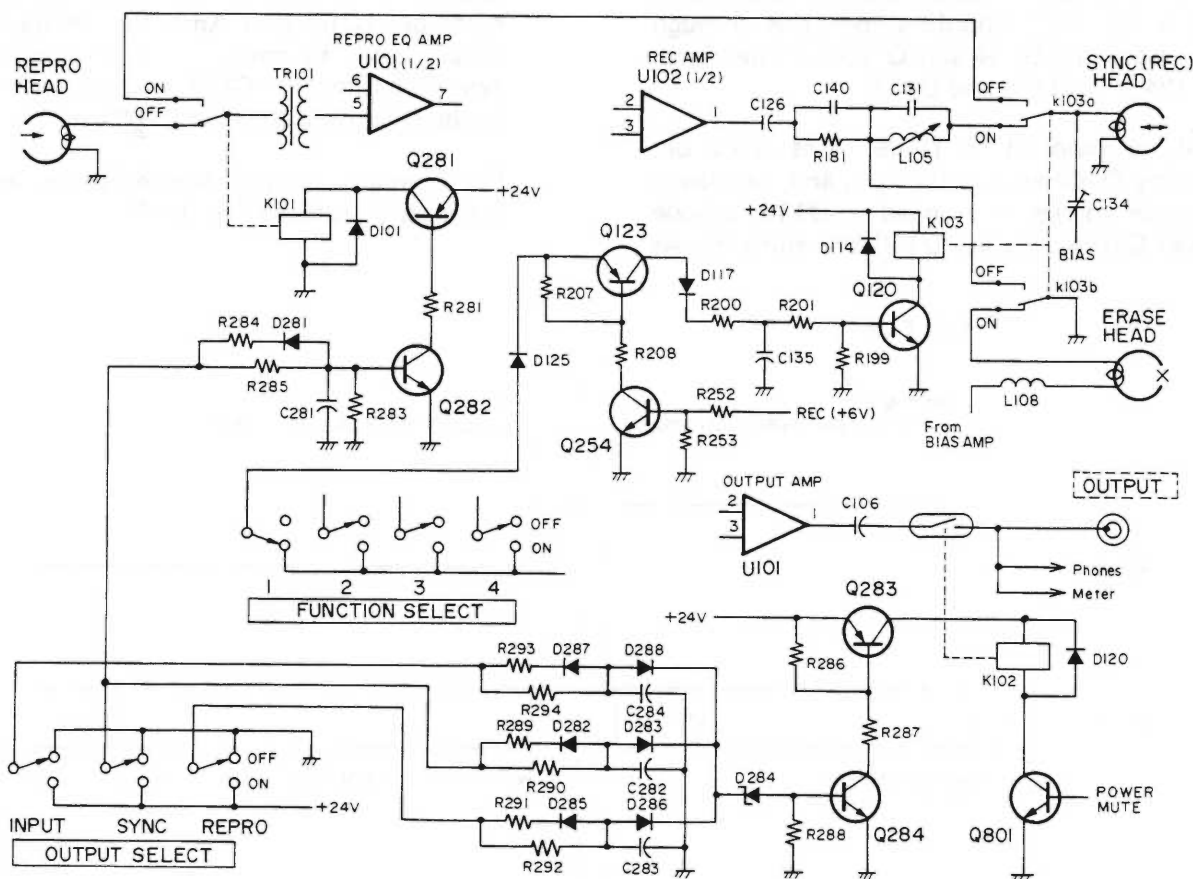 REPRO EQ AMP
U101 (1/2)
REC AMP
U102 (1/2)
REPRO
HEAD
ON
OFF
TR101
6
5
7
2
3
1
C126
C140
R181
C131
L105
OFF
ON
k103a
SYNC (REC)
HEAD
C134
BIAS
Q281
+24V
K101
D101
R281
Q123
R207
D117
R200
R201
C135
R199
+24V
D114
K103
Q120
OFF
ON
k103b
ERASE
HEAD
L108
From
BIAS AMP
R284
D281
R285
C281
R283
Q282
D125
R208
R252
REC (+6V)
R253
Q254
OFF
ON
1
2
3
4
FUNCTION SELECT
OUTPUT AMP
2
3
1
U101
C106
OUTPUT
Phones
Meter
+24V
Q283
R286
R287
K102
D120
R293
D287
D288
R294
C284
R289
D282
D283
R290
C282
R291
D285
D286
R292
C283
D284
R288
Q284
Q801
POWER
MUTE
OFF
ON
+24V
INPUT
SYNC
REPRO
OUTPUT SELECT